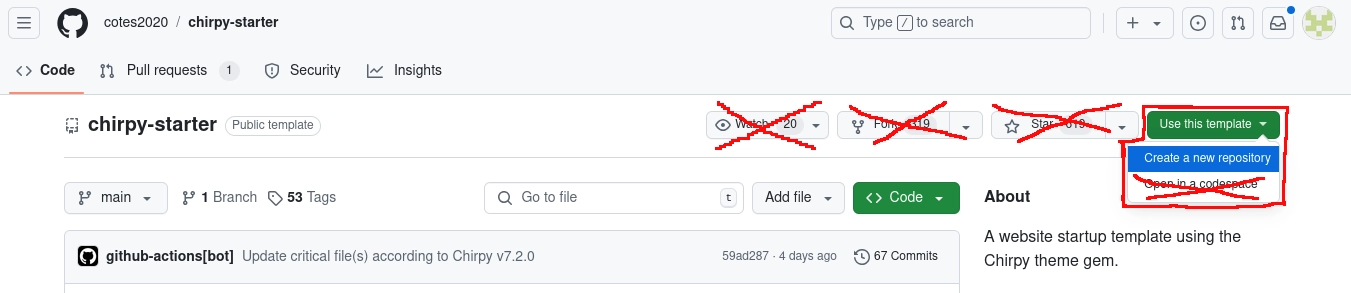 cotes2020 / chirpy-starter
Type / to search
Code Pull requests 1 Security Insights
chirpy-starter Public template
Watch 20 Fork 319 Star Use this template
Create a new repository
Open in a codespace
main 1 Branch 53 Tags Go to file t Add file Code
About
A website startup template using the
Chirpy theme gem.
github-actions[bot] Update critical file(s) according to Chirpy v7.2.0 59ad287 · 4 days ago 67 Commits